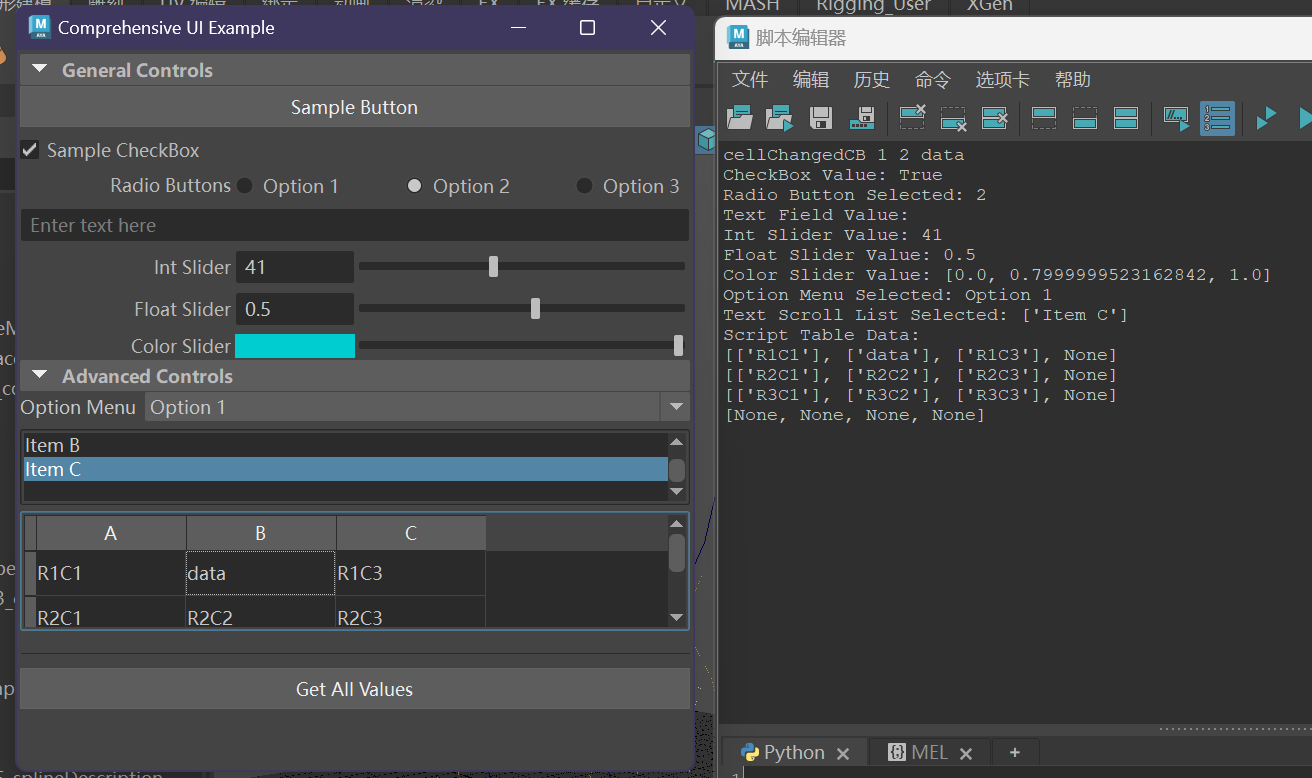 MASH Rigging_User XGen
Comprehensive UI Example
General Controls
Sample Button
Sample CheckBox
Radio Buttons Option 1 Option 2 Option 3
Enter text here
Int Slider 41
Float Slider 0.5
Color Slider
Advanced Controls
Option Menu Option 1
Item B
Item C
A B C
R1C1 data R1C3
R2C1 R2C2 R2C3
Get All Values
脚本编辑器
文件 编辑 历史 命令 选项卡 帮助
cellChangedCB 1 2 data
CheckBox Value: True
Radio Button Selected: 2
Text Field Value:
Int Slider Value: 41
Float Slider Value: 0.5
Color Slider Value: [0.0, 0.7999999523162842, 1.0]
Option Menu Selected: Option 1
Text Scroll List Selected: ['Item C']
Script Table Data:
[['R1C1'], ['data'], ['R1C3'], None]
[['R2C1'], ['R2C2'], ['R2C3'], None]
[['R3C1'], ['R3C2'], ['R3C3'], None]
[None, None, None, None]
Python MEL +
1